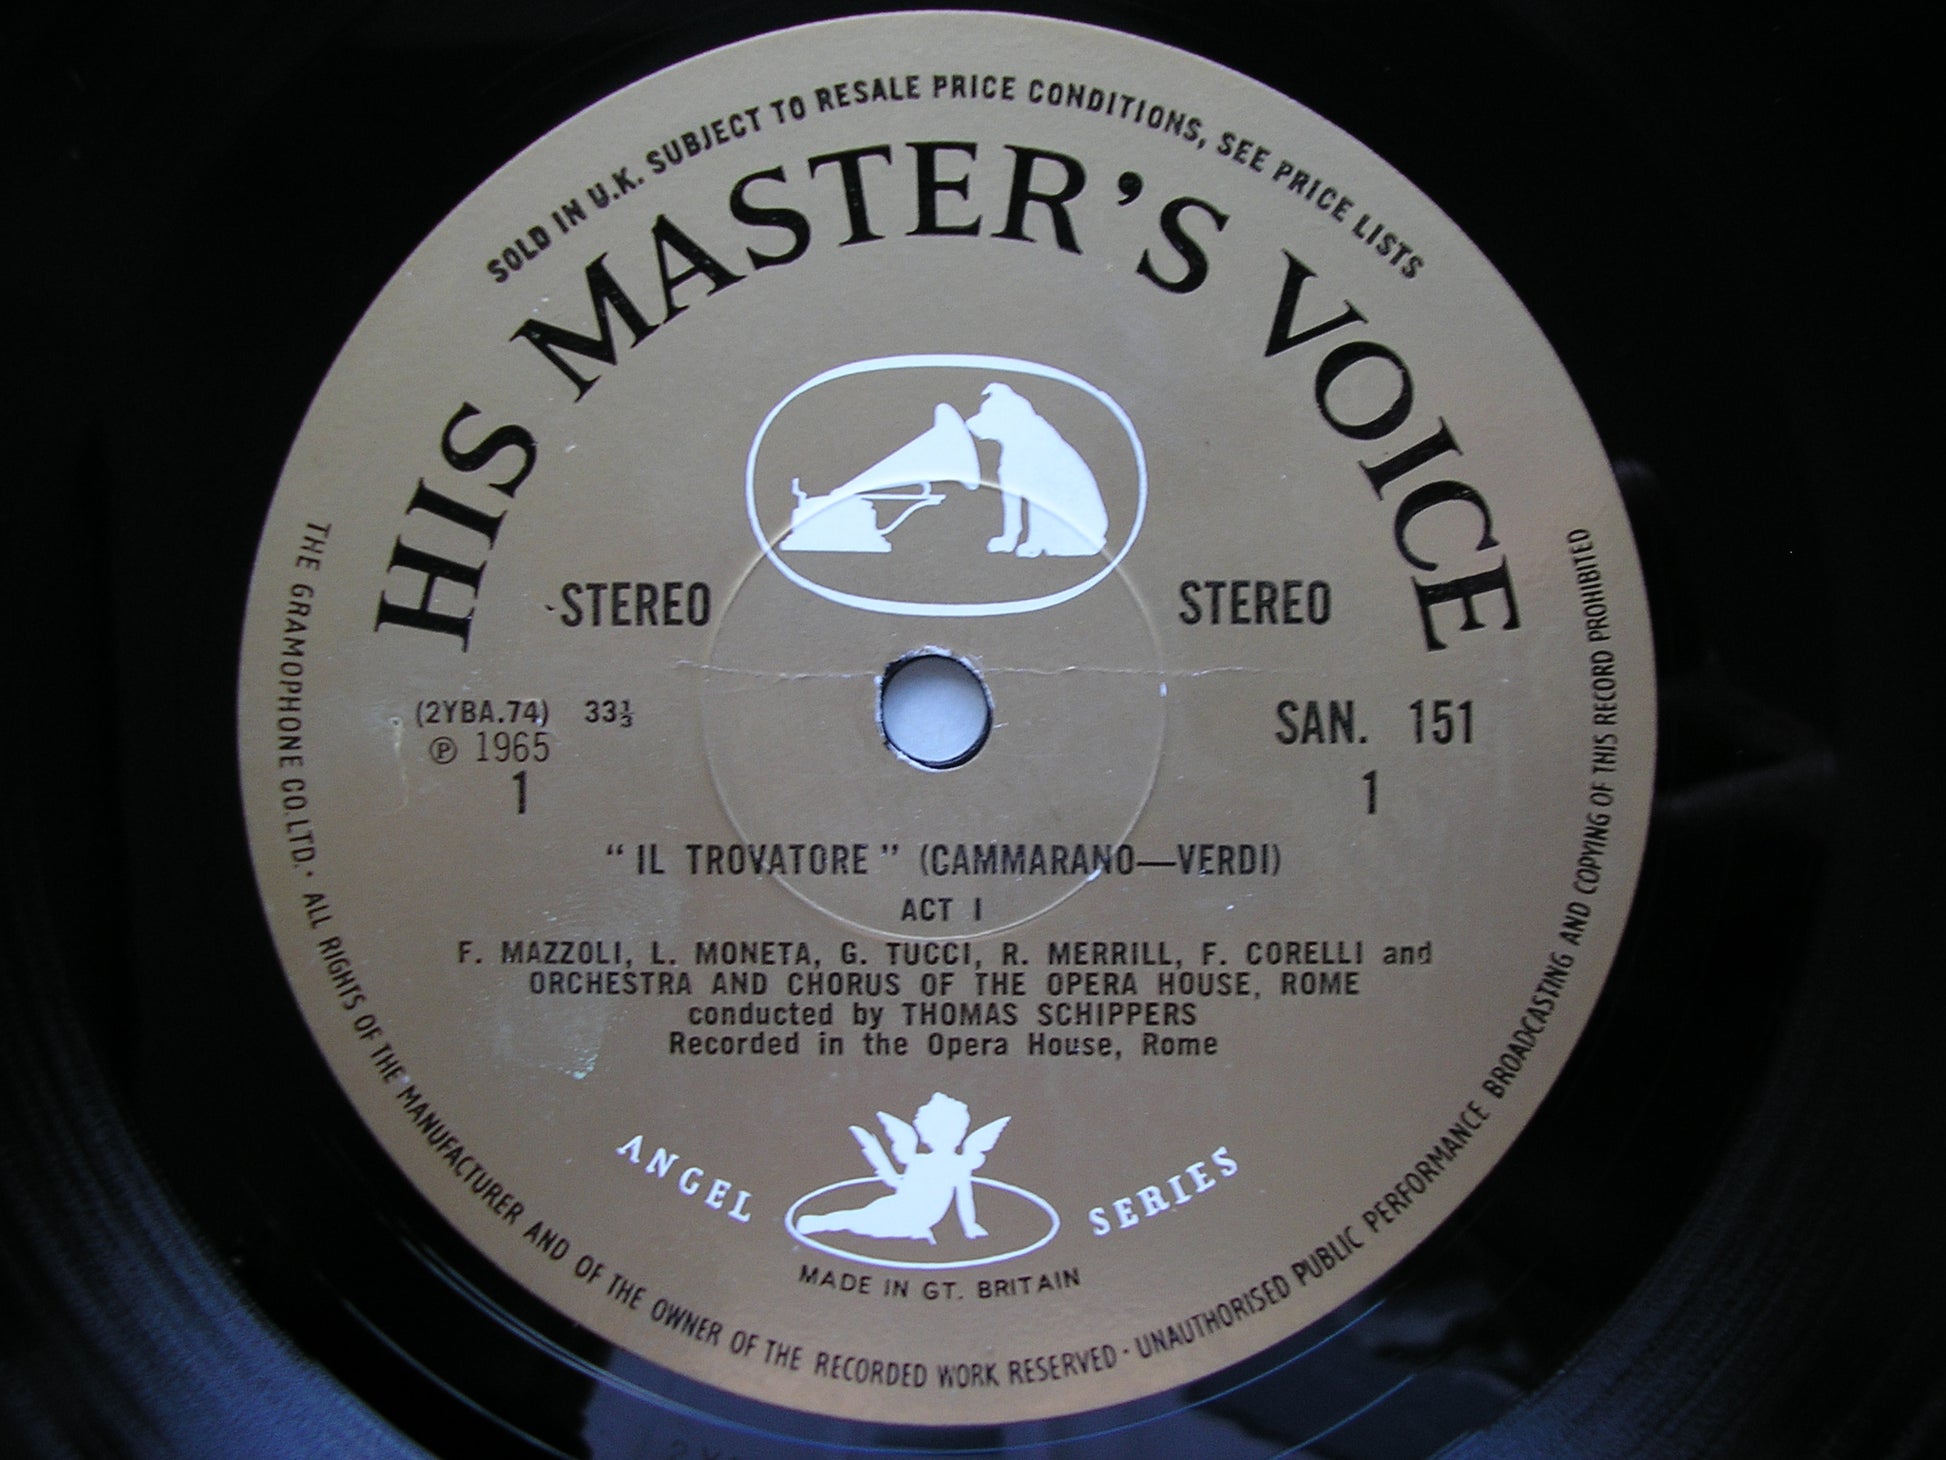 SOLD IN U.K. SUBJECT TO RESALE PRICE CONDITIONS, SEE PRICE LISTS
HIS MASTER'S VOICE
STEREO STEREO
(2YBA.74) 33⅓
℗ 1965
SAN. 151
1 1
“ IL TROVATORE ” (CAMMARANO—VERDI)
ACT I
F. MAZZOLI, L. MONETA, G. TUCCI, R. MERRILL, F. CORELLI and
ORCHESTRA AND CHORUS OF THE OPERA HOUSE, ROME
conducted by THOMAS SCHIPPERS
Recorded in the Opera House, Rome
ANGEL SERIES
MADE IN GT. BRITAIN
THE GRAMOPHONE CO. LTD. · ALL RIGHTS OF THE MANUFACTURER AND OF THE OWNER OF THE RECORDED WORK RESERVED · UNAUTHORISED PUBLIC PERFORMANCE BROADCASTING AND COPYING OF THIS RECORD PROHIBITED